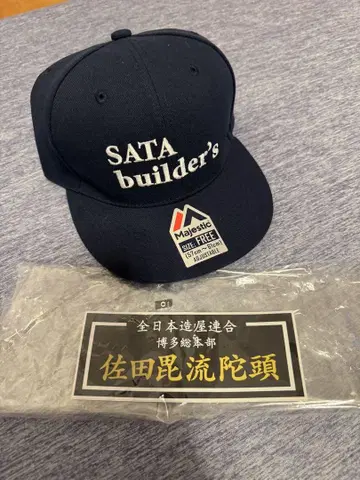 SATA
builder's
Majestic
SIZE: FREE
(57cm～61cm)
ADJUSTABLE
全日本造屋連合
博多総本部
佐田毘流陀頭